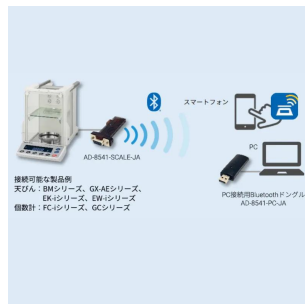 スマートフォン
AD-8541-SCALE-JA
PC
接続可能な製品例
天びん：BMシリーズ、GX-AEシリーズ、
EK-iシリーズ、EW-iシリーズ
個数計：FC-iシリーズ、GCシリーズ
PC接続用Bluetoothドングル
AD-8541-PC-JA